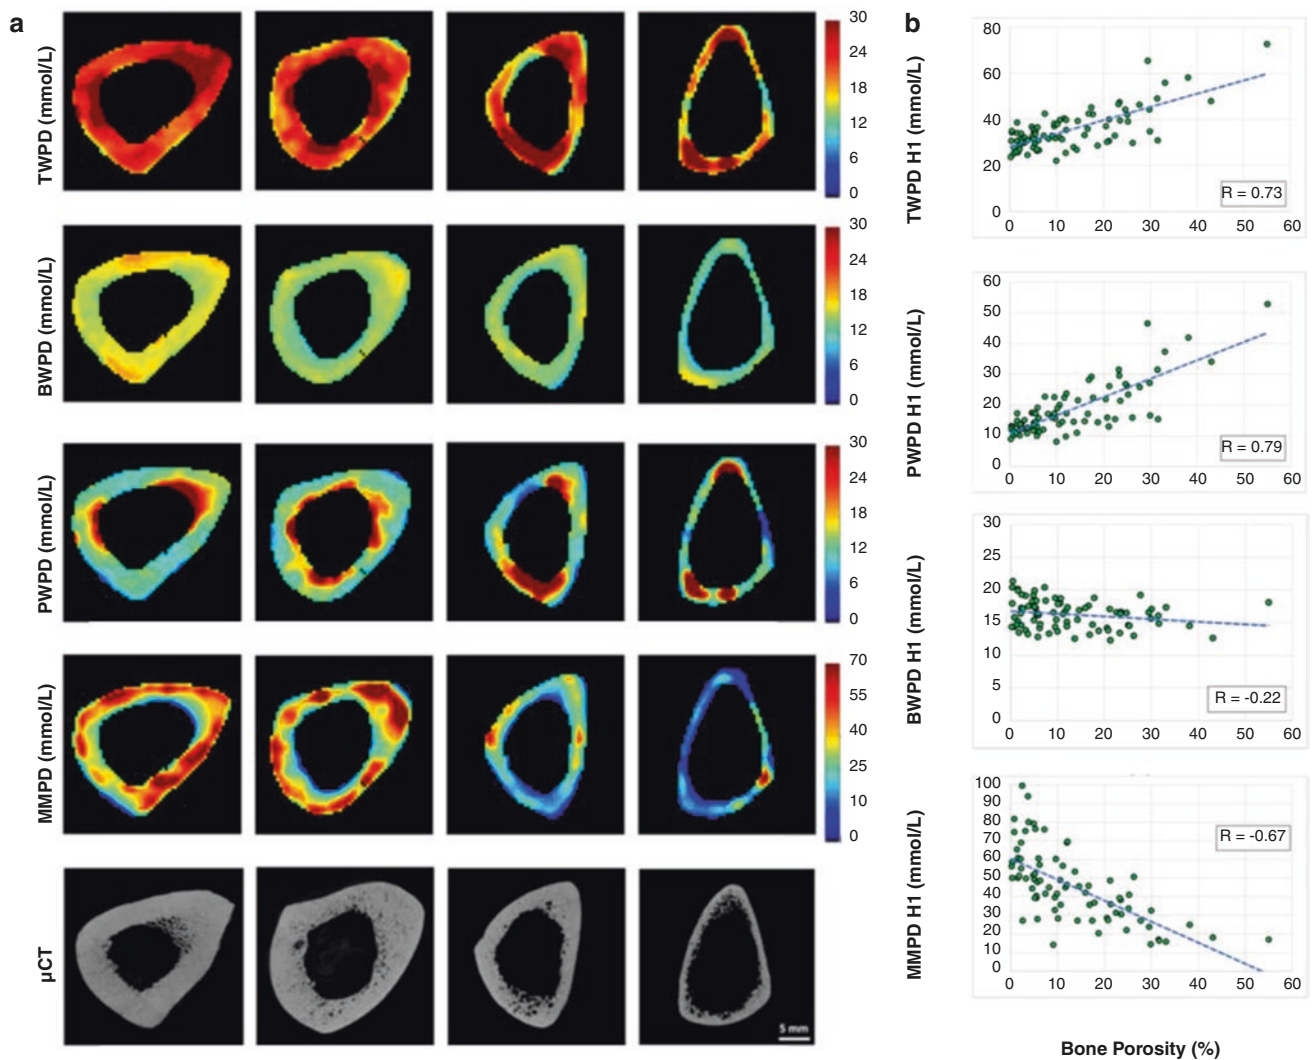 a
TWPD (mmol/L)
30
24
18
12
6
0
BWPD (mmol/L)
30
24
18
12
6
0
PWPD (mmol/L)
30
24
18
12
6
0
MMPD (mmol/L)
70
55
40
25
10
0
µCT
5 mm
b
TWPD H1 (mmol/L)
80
60
40
20
0
R = 0.73
0 10 20 30 40 50 60
PWPD H1 (mmol/L)
60
50
40
30
20
10
0
R = 0.79
0 10 20 30 40 50 60
BWPD H1 (mmol/L)
30
25
20
15
10
5
0
R = -0.22
0 10 20 30 40 50 60
MMPD H1 (mmol/L)
100
90
80
70
60
50
40
30
20
10
0
R = -0.67
0 10 20 30 40 50 60
Bone Porosity (%)